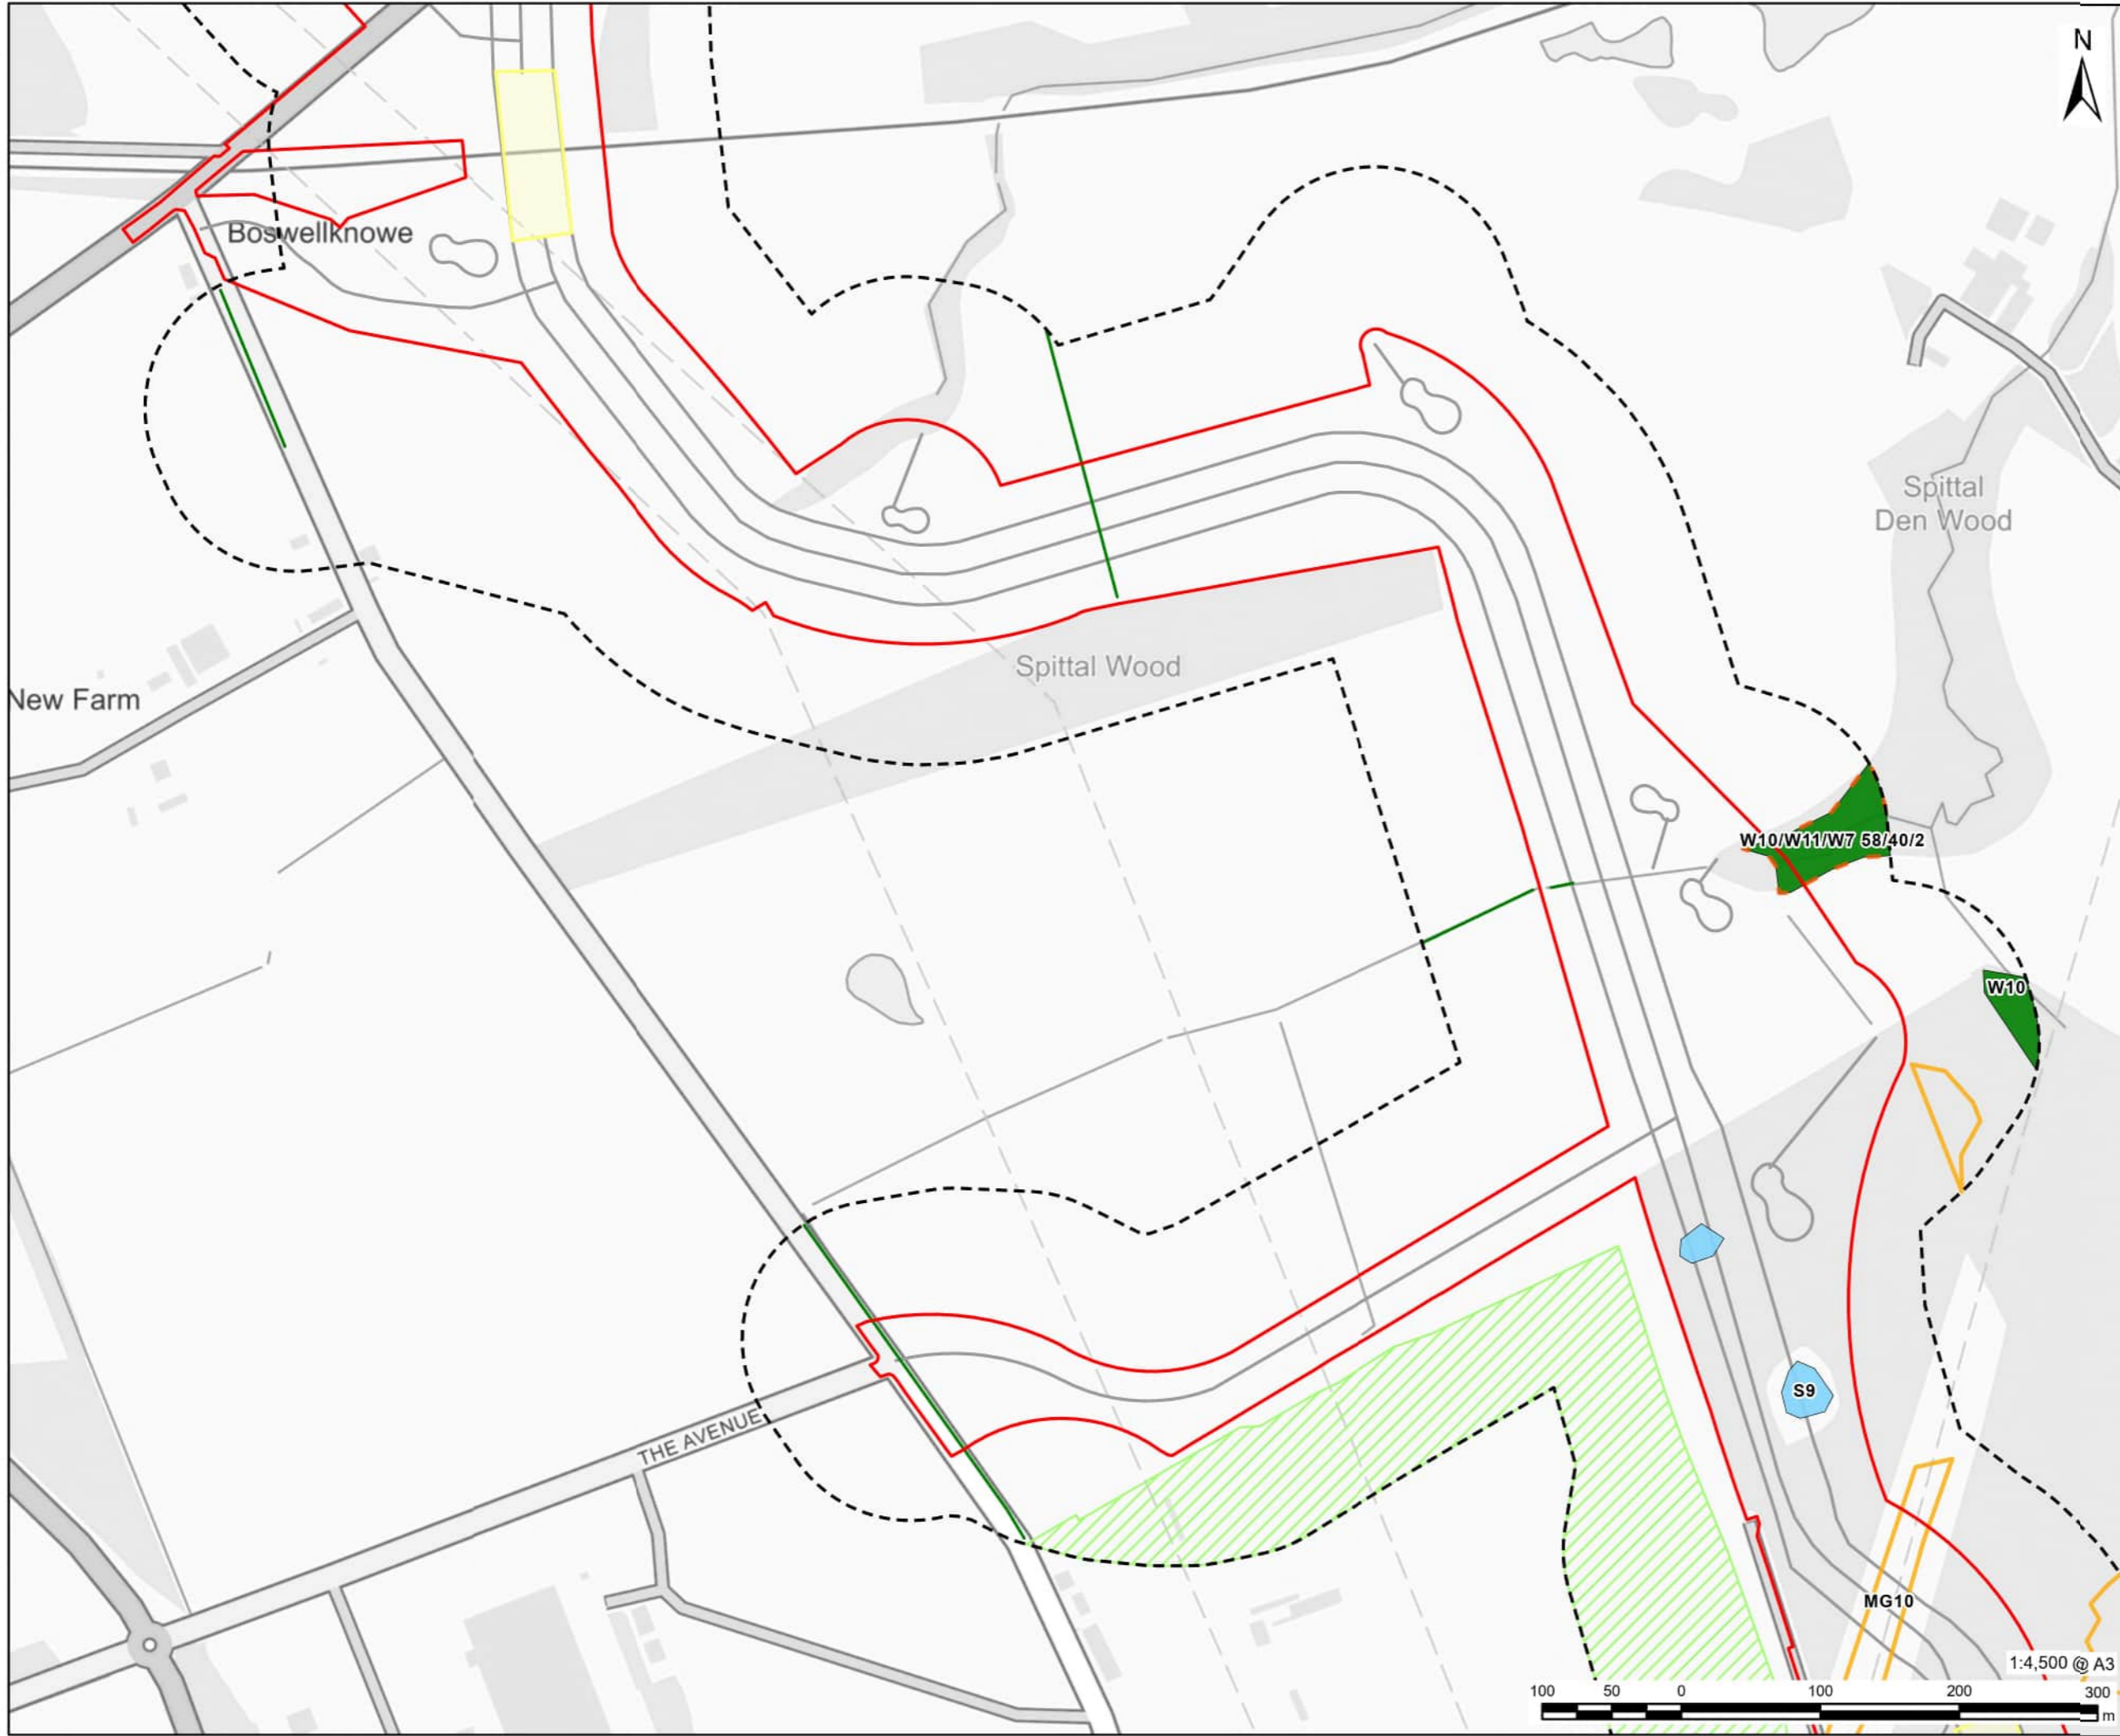 N
Boswellknowe
Spittal
Den Wood
Spittal Wood
New Farm
W10/W11/W7 58/40/2
W10
S9
THE AVENUE
MG10
1:4,500 @ A3
100 50 0 100 200 300
m